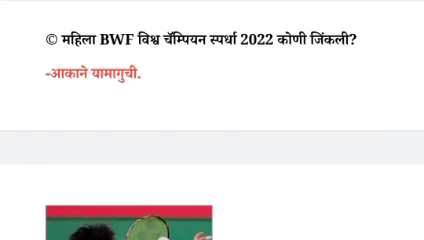 © महिला BWF विश्व चॅम्पियन स्पर्धा 2022 कोणी जिंकली?
-आकाने यामागुची.